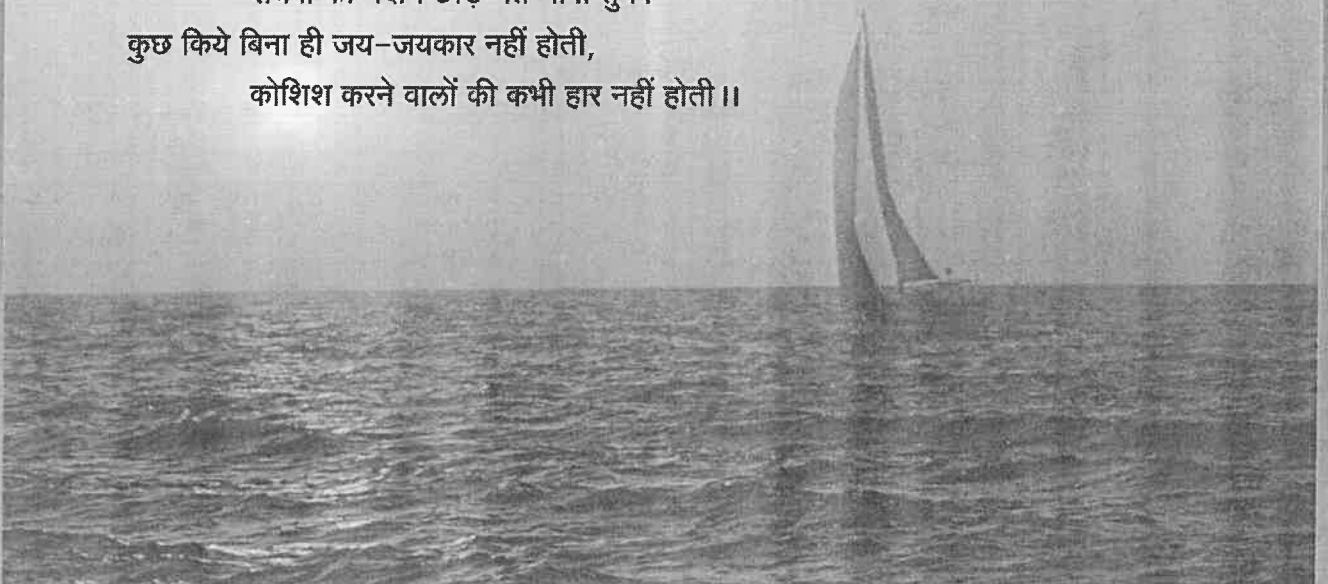 कुछ किये बिना ही जय-जयकार नहीं होती,
कोशिश करने वालों की कभी हार नहीं होती।।